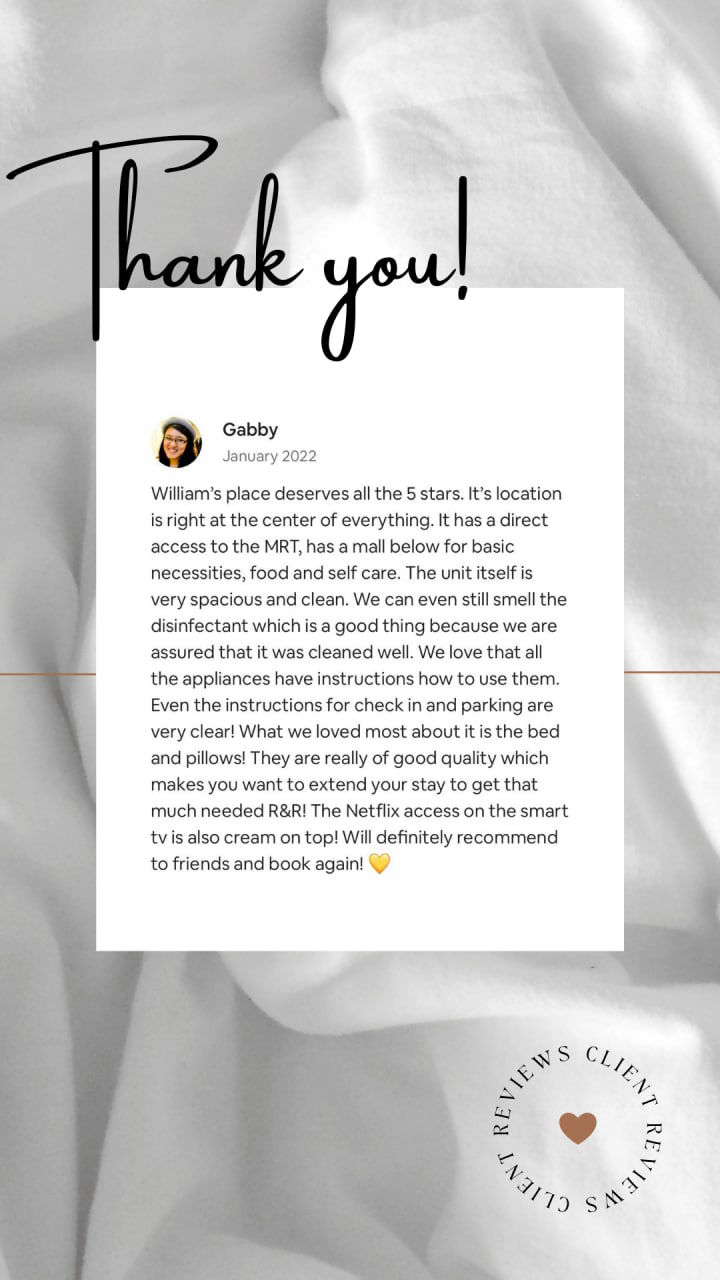 Thank you!
Gabby
January 2022
William’s place deserves all the 5 stars. It’s location
is right at the center of everything. It has a direct
access to the MRT, has a mall below for basic
necessities, food and self care. The unit itself is
very spacious and clean. We can even still smell the
disinfectant which is a good thing because we are
assured that it was cleaned well. We love that all
the appliances have instructions how to use them.
Even the instructions for check in and parking are
very clear! What we loved most about it is the bed
and pillows! They are really of good quality which
makes you want to extend your stay to get that
much needed R&R! The Netflix access on the smart
tv is also cream on top! Will definitely recommend
to friends and book again! 💛
CLIENT REVIEWS CLIENT REVIEWS